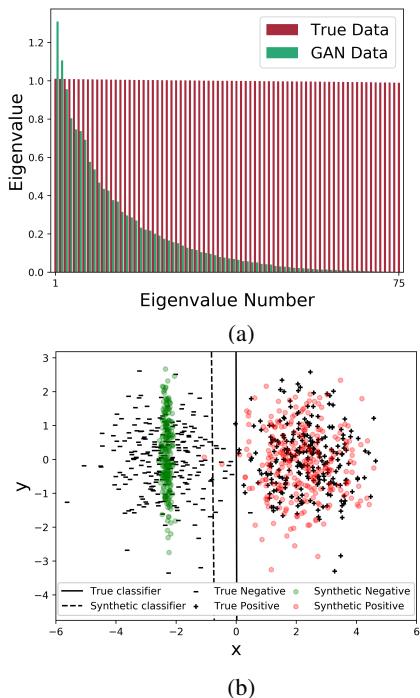 True Data
GAN Data
Eigenvalue
1.2
1.0
0.8
0.6
0.4
0.2
0.0
1
75
Eigenvalue Number
(a)
3
2
1
0
−1
−2
−3
−4
y
True classifier
True Negative
Synthetic Negative
Synthetic classifier
True Positive
Synthetic Positive
−6
−4
−2
0
2
4
6
x
(b)